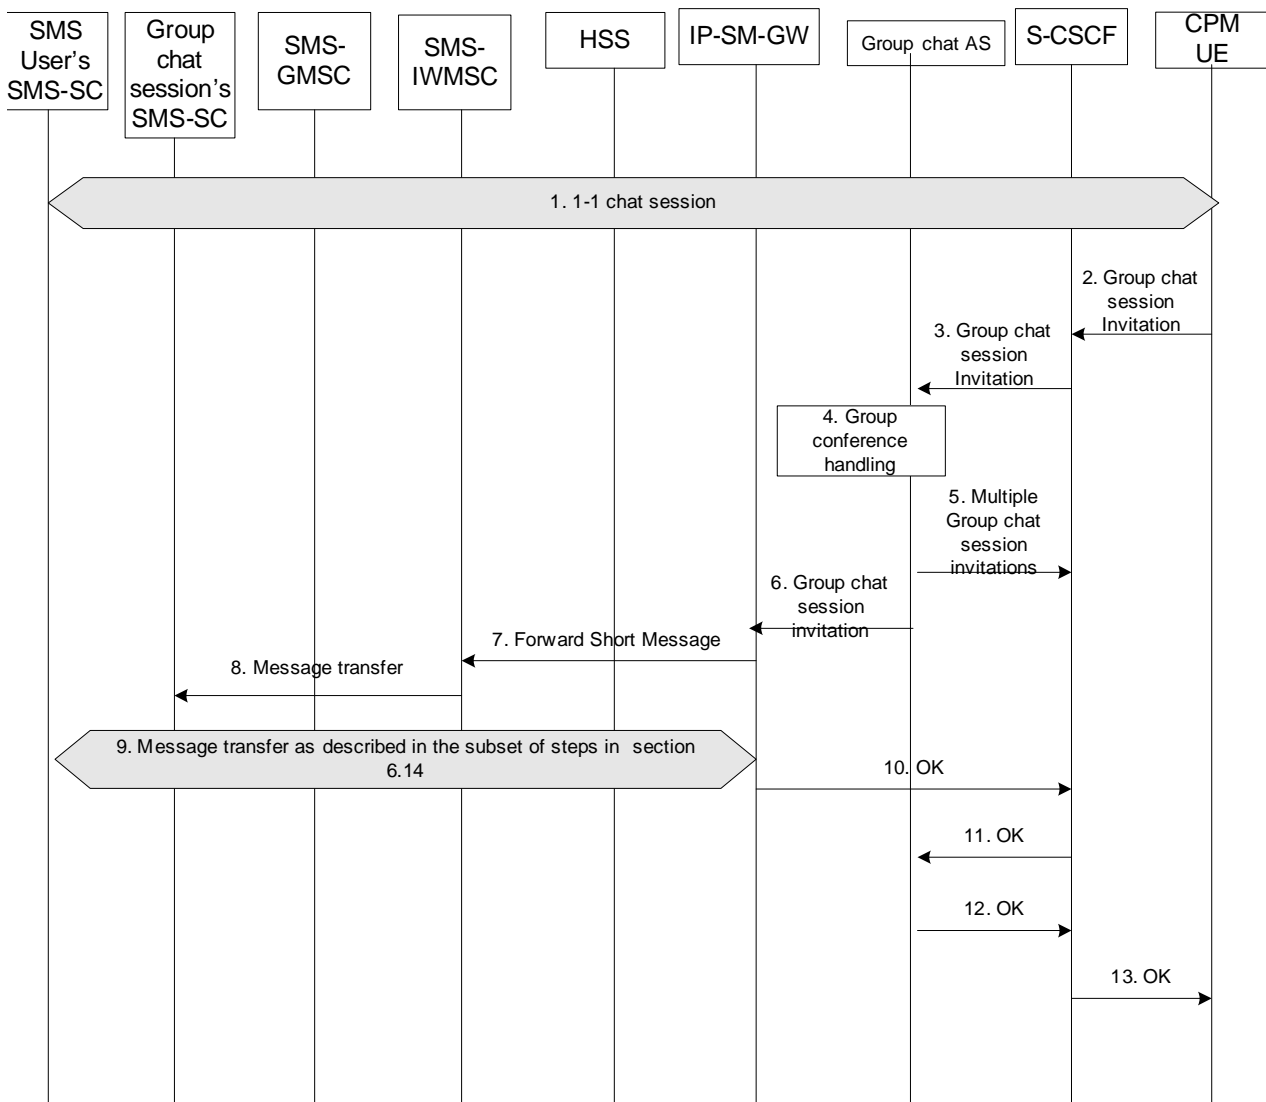 SMS
User's
SMS-SC
Group
chat
session's
SMS-SC
SMS-
GMSC
SMS-
IWMSC
HSS
IP-SM-GW
Group chat AS
S-CSCF
CPM
UE
1. 1-1 chat session
2. Group chat
session
Invitation
3. Group chat
session
Invitation
4. Group
conference
handling
5. Multiple
Group chat
session
invitations
6. Group chat
session
invitation
7. Forward Short Message
8. Message transfer
9. Message transfer as described in the subset of steps in section
6.14
10. OK
11. OK
12. OK
13. OK